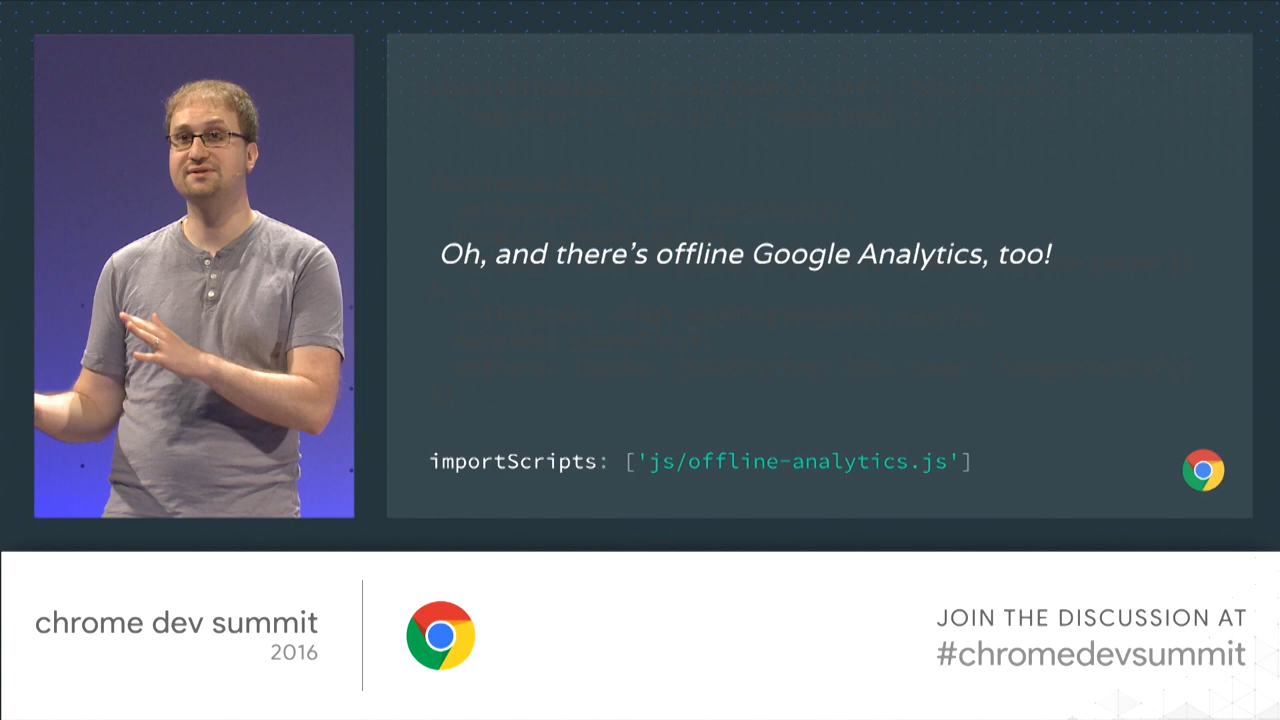 Oh, and there's offline Google Analytics, too!
importScripts: ['js/offline-analytics.js']
chrome dev summit
2016
JOIN THE DISCUSSION AT
#chromedevsummit